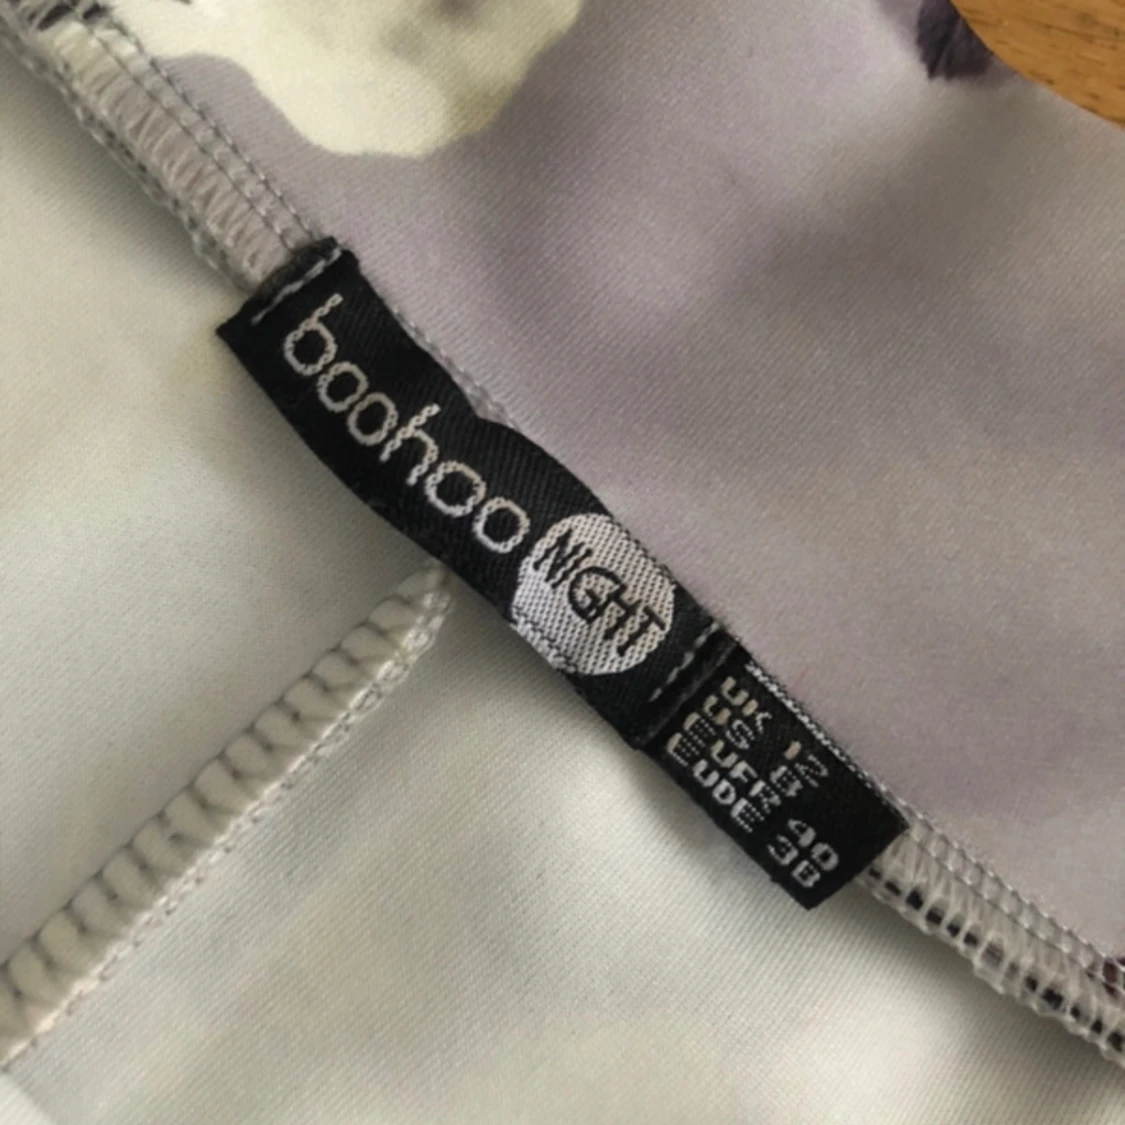 boohoo NIGHT
UK 12
US 8
EUFR 40
EUDE 38